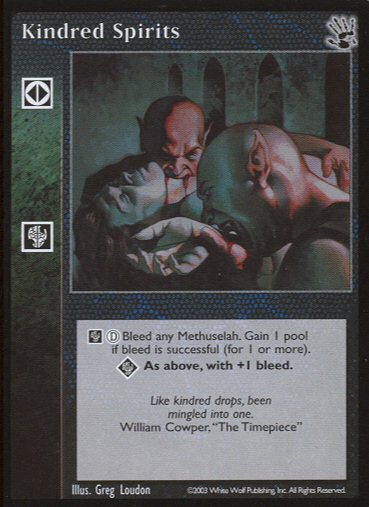 Kindred Spirits
D Bleed any Methuselah. Gain 1 pool
if bleed is successful (for 1 or more).
As above, with +1 bleed.
Like kindred drops, been
mingled into one.
William Cowper, “The Timepiece”
Illus. Greg Loudon
©2003 White Wolf Publishing, Inc. All Rights Reserved.